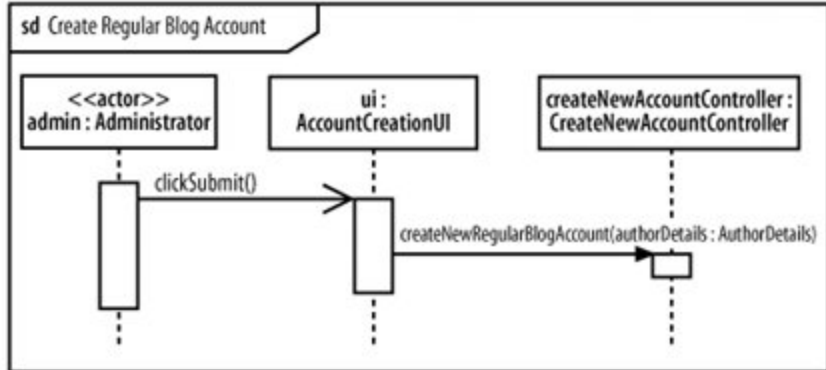 sd Create Regular Blog Account
<<actor>>
admin : Administrator
ui :
AccountCreationUI
createNewAccountController :
CreateNewAccountController
clickSubmit()
createNewRegularBlogAccount(authorDetails : AuthorDetails)